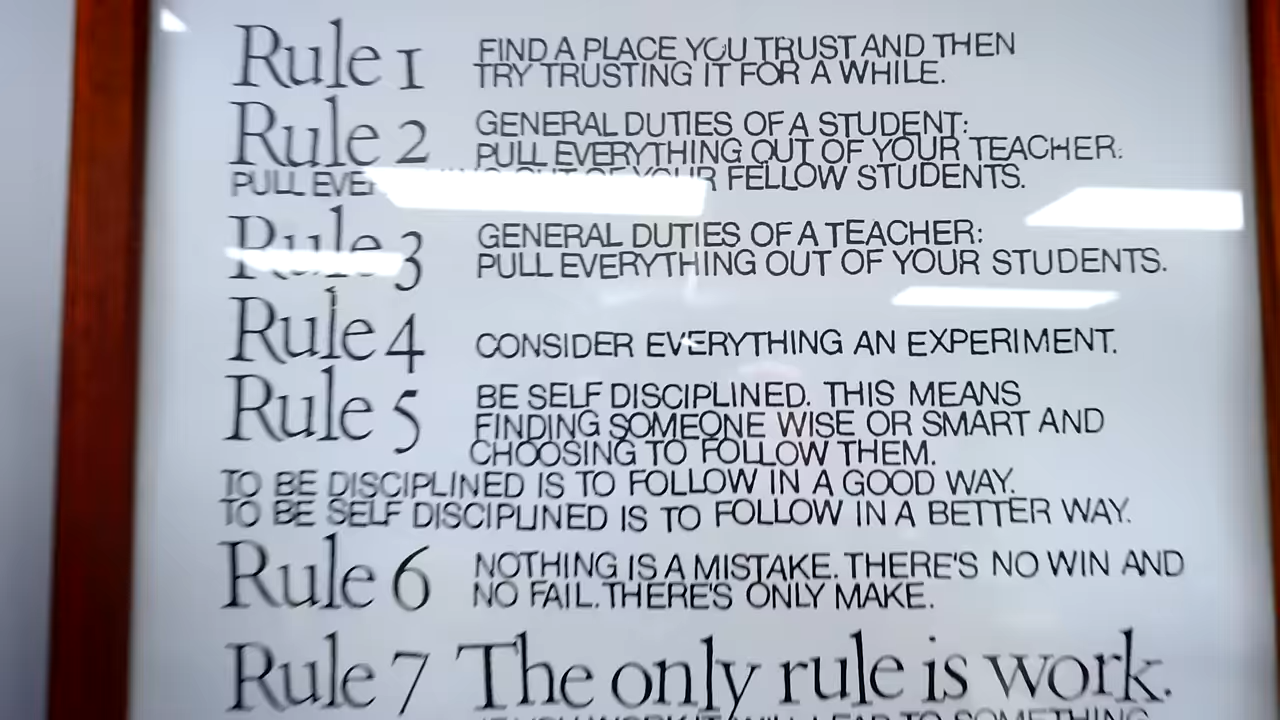 Rule 1 FIND A PLACE YOU TRUST AND THEN
TRY TRUSTING IT FOR A WHILE.
Rule 2 GENERAL DUTIES OF A STUDENT:
PULL EVERYTHING OUT OF YOUR TEACHER.
PULL OUT OF YOUR FELLOW STUDENTS.
Rule 3 GENERAL DUTIES OF A TEACHER:
PULL EVERYTHING OUT OF YOUR STUDENTS.
Rule 4 CONSIDER EVERYTHING AN EXPERIMENT.
Rule 5 BE SELF DISCIPLINED. THIS MEANS
FINDING SOMEONE WISE OR SMART AND
CHOOSING TO FOLLOW THEM.
TO BE DISCIPLINED IS TO FOLLOW IN A GOOD WAY.
TO BE SELF DISCIPLINED IS TO FOLLOW IN A BETTER WAY.
Rule 6 NOTHING IS A MISTAKE. THERE'S NO WIN AND
NO FAIL. THERE'S ONLY MAKE.
Rule 7 The only rule is work.